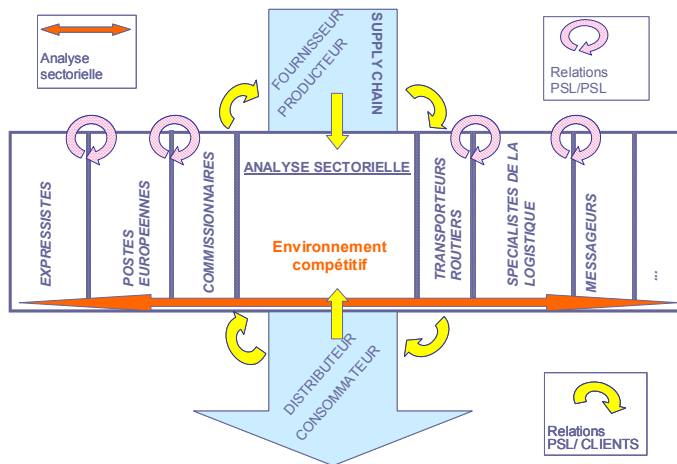 Analyse
sectorielle
FOURNISSEUR
PRODUCTEUR
SUPPLY CHAIN
Relations
PSL/PSL
EXPRESSISTES
POSTES
EUROPEENNES
COMMISSIONNAIRES
ANALYSE SECTORIELLE
Environnement
compétitif
TRANSPORTEURS
ROUTIERS
SPECIALISTES DE LA
LOGISTIQUE
MESSAGEURS
...
DISTRIBUTEUR
CONSOMMATEUR
Relations
PSL/ CLIENTS